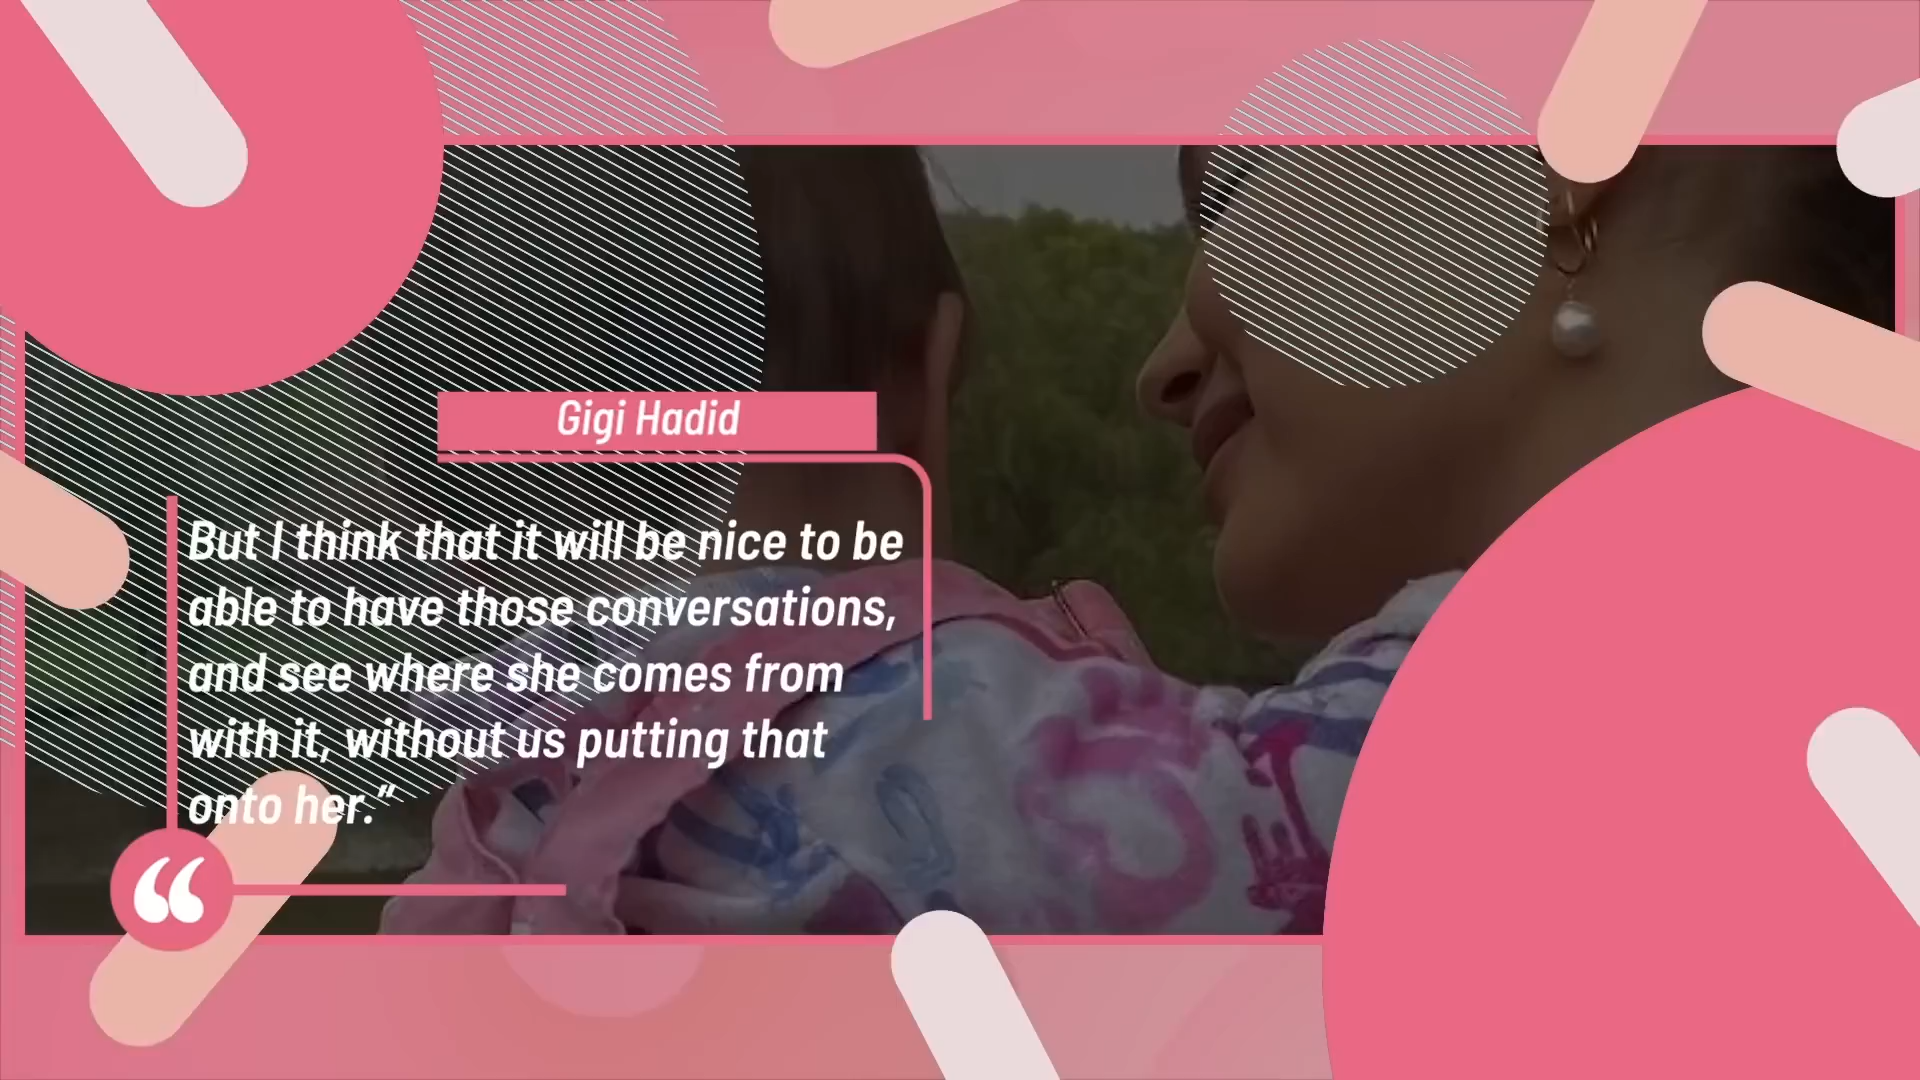 Gigi Hadid
But I think that it will be nice to be
able to have those conversations,
and see where she comes from
with it, without us putting that
onto her.”